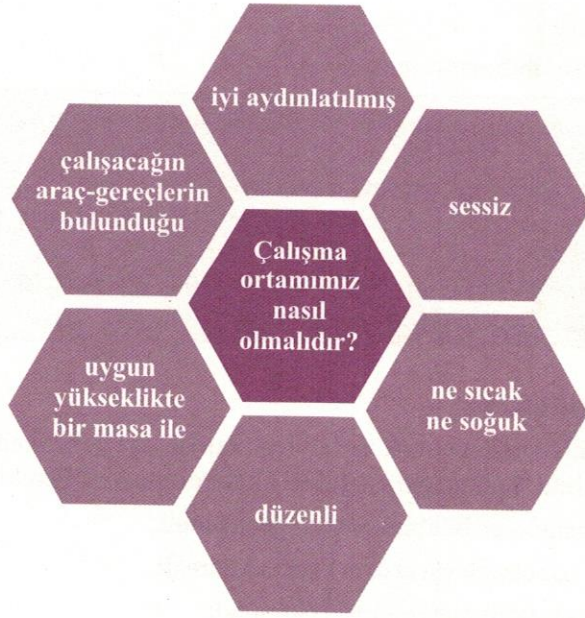 iyi aydınlatılmış
çalışacağın
araç-gereçlerin
bulunduğu
sessiz
Çalışma
ortamımız
nasıl
olmalıdır?
uygun
yükseklikte
bir masa ile
ne sıcak
ne soğuk
düzenli